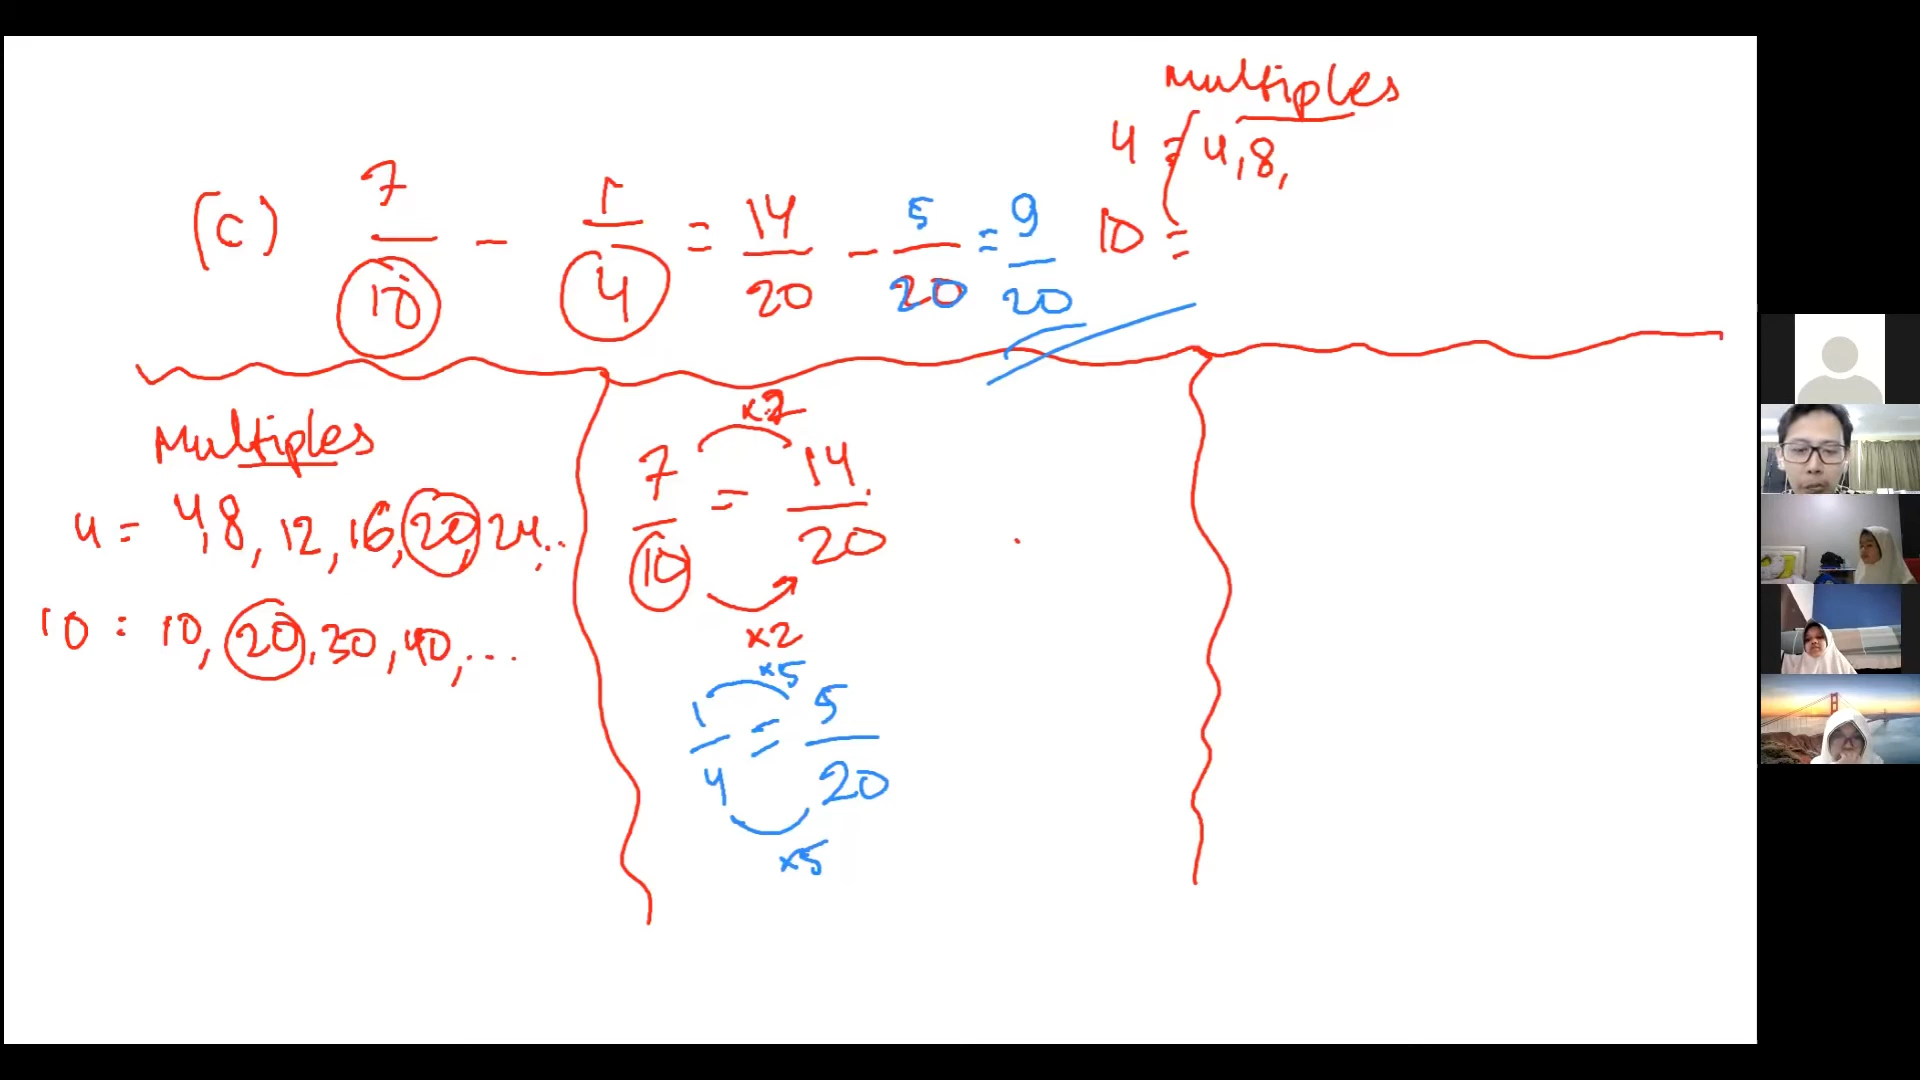 Multiples
4 = 4, 8,
10 =
(c) 7/10 - 1/4 = 14/20 - 5/20 = 9/20
Multiples
4 = 4, 8, 12, 16, 20, 24, ...
10 = 10, 20, 30, 40, ...
×2
7/10 = 14/20
×2
×5
1/4 = 5/20
×5